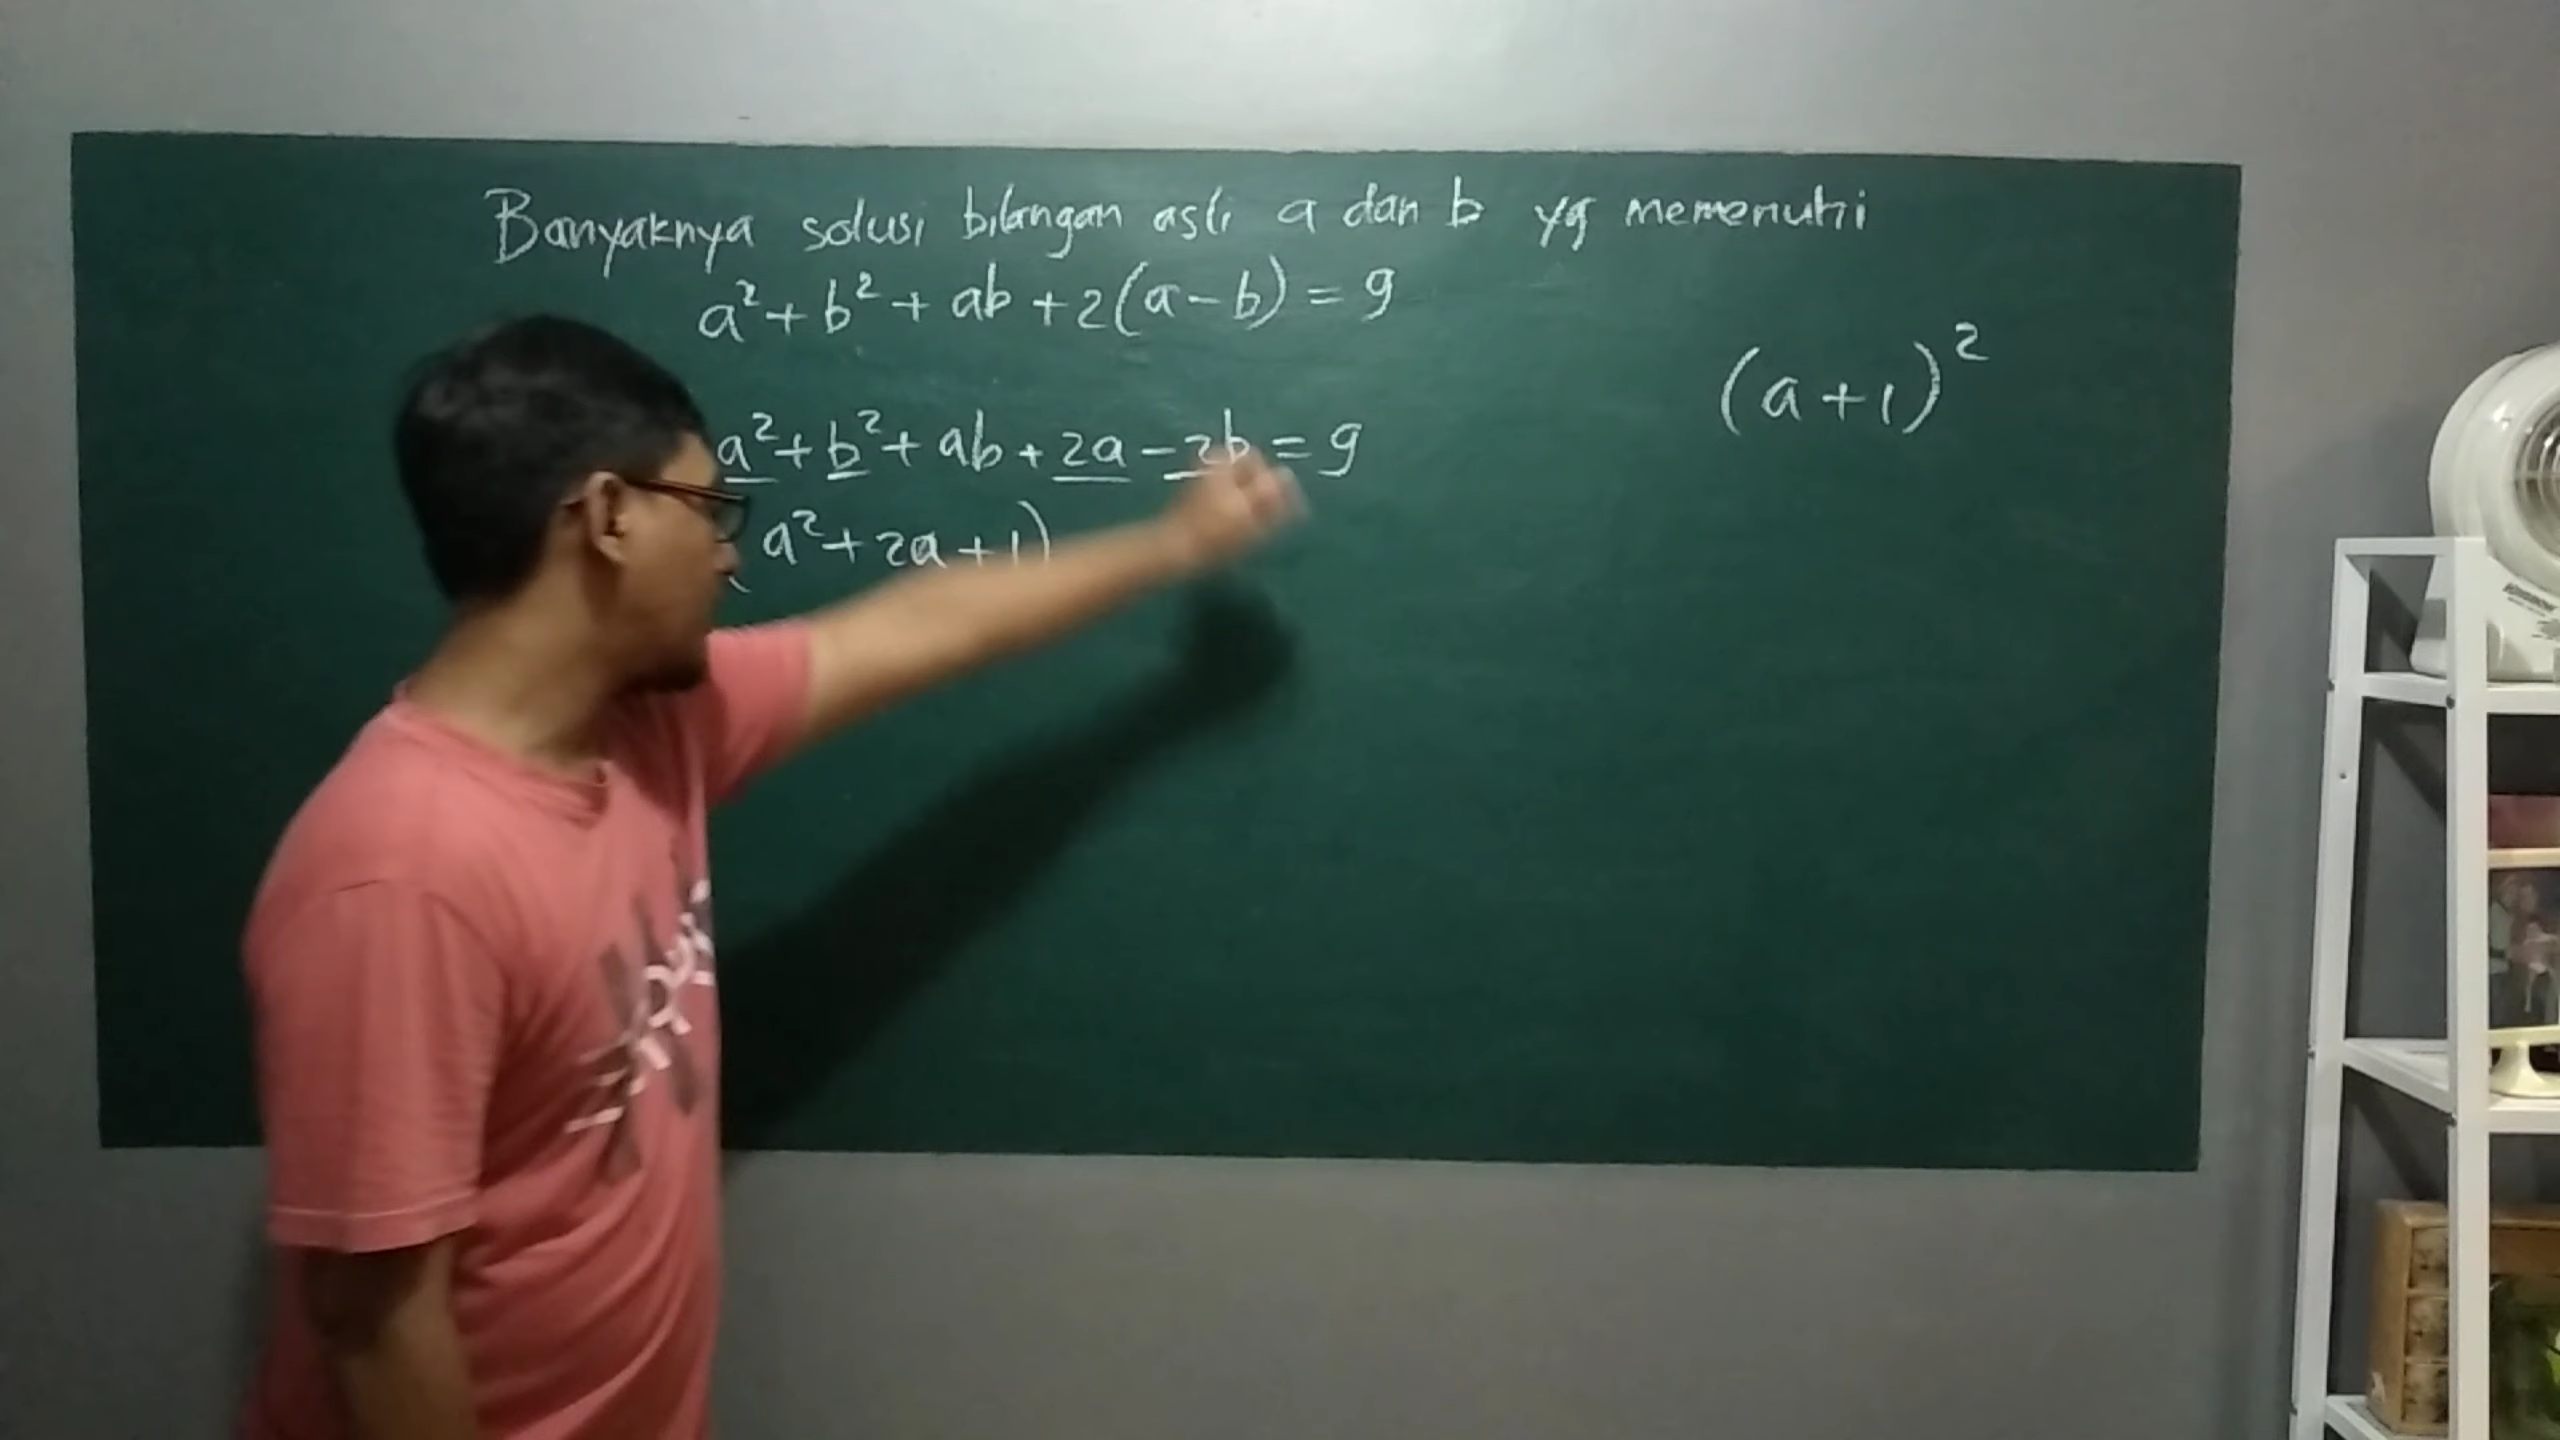 Banyaknya solusi bilangan asli a dan b yg memenuhi
a² + b² + ab + 2(a - b) = 9
(a + 1)²
a² + b² + ab + 2a - 2b = 9
(a² + 2a + 1)